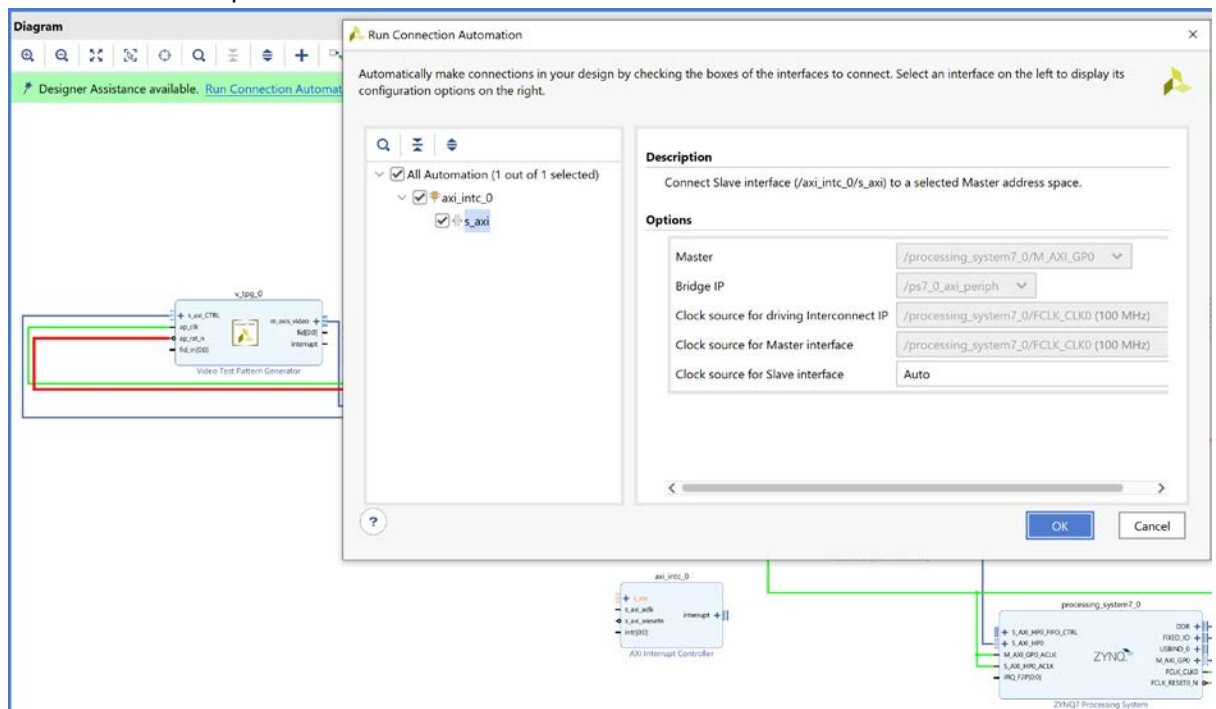 Diagram
Designer Assistance available. Run Connection Automat
Run Connection Automation
Automatically make connections in your design by checking the boxes of the interfaces to connect. Select an interface on the left to display its
configuration options on the right.
All Automation (1 out of 1 selected)
axi_intc_0
s_axi
Description
Connect Slave interface (/axi_intc_0/s_axi) to a selected Master address space.
Options
Master
/processing_system7_0/M_AXI_GP0
Bridge IP
/ps7_0_axi_periph
Clock source for driving Interconnect IP
/processing_system7_0/FCLK_CLK0 (100 MHz)
Clock source for Master interface
/processing_system7_0/FCLK_CLK0 (100 MHz)
Clock source for Slave interface
Auto
?
OK
Cancel
v_tpg_0
s_axi_CTRL
ap_clk
ap_rst_n
fid_in[0:0]
m_axis_video
fid[0:0]
interrupt
Video Test Pattern Generator
axi_intc_0
s_axi
s_axi_aclk
s_axi_aresetn
intr[0:0]
interrupt
AXI Interrupt Controller
processing_system7_0
S_AXI_HP0_FIFO_CTRL
S_AXI_HP0
M_AXI_GP0_ACLK
S_AXI_HP0_ACLK
IRQ_F2P[0:0]
ZYNQ
DDR
FIXED_IO
USBIND_0
M_AXI_GP0
FCLK_CLK0
FCLK_RESET0_N
ZYNQ7 Processing System